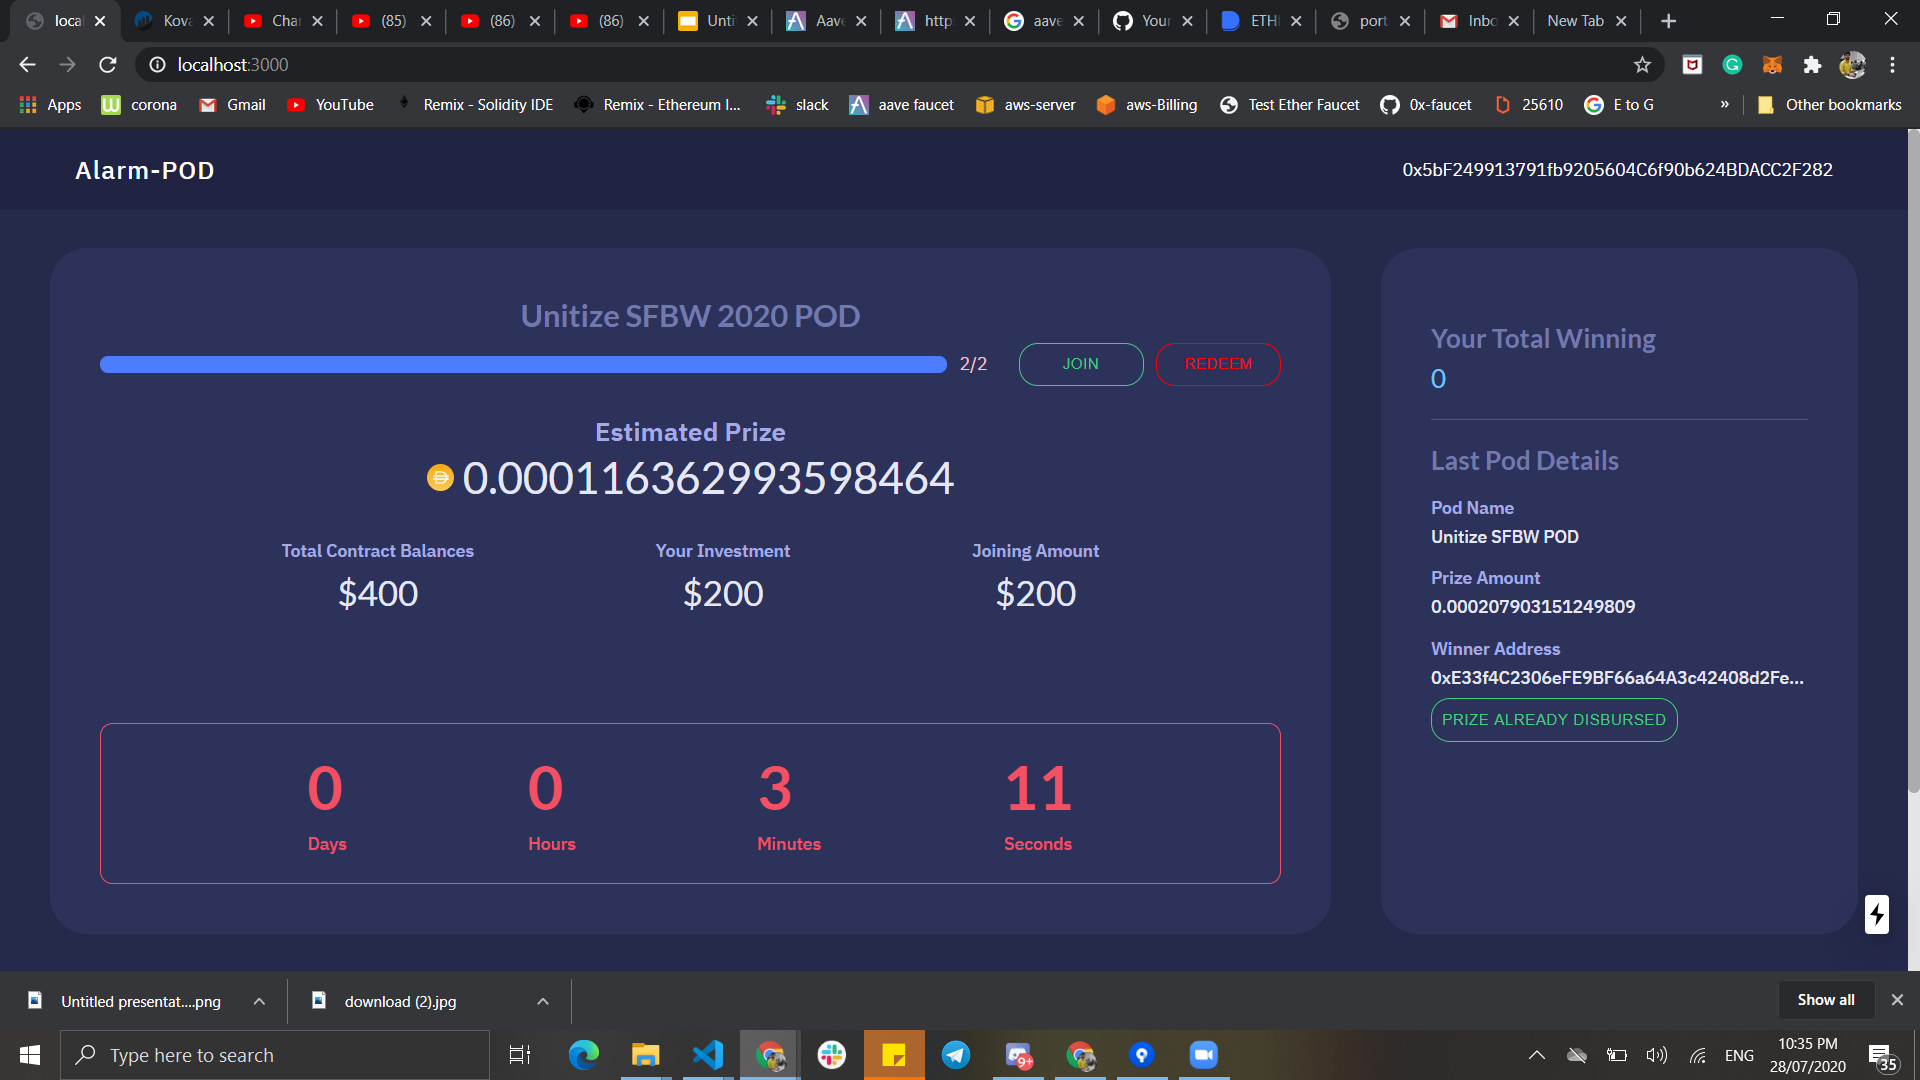 loca
Kova
Cha
(85)
(86)
(86)
Unti
Aave
http
aave
Your
ETHI
port
Inbo
New Tab
localhost:3000
Apps
corona
Gmail
YouTube
Remix - Solidity IDE
Remix - Ethereum I...
slack
aave faucet
aws-server
aws-Billing
Test Ether Faucet
0x-faucet
25610
E to G
»
Other bookmarks
Alarm-POD
0x5bF249913791fb9205604C6f90b624BDACC2F282
Unitize SFBW 2020 POD
2/2
JOIN
REDEEM
Estimated Prize
0.000116362993598464
Total Contract Balances
$400
Your Investment
$200
Joining Amount
$200
0
Days
0
Hours
3
Minutes
11
Seconds
Your Total Winning
0
Last Pod Details
Pod Name
Unitize SFBW POD
Prize Amount
0.000207903151249809
Winner Address
0xE33f4C2306eFE9BF66a64A3c42408d2Fe...
PRIZE ALREADY DISBURSED
Untitled presentat....png
download (2).jpg
Show all
Type here to search
9+
ENG
10:35 PM
28/07/2020
35